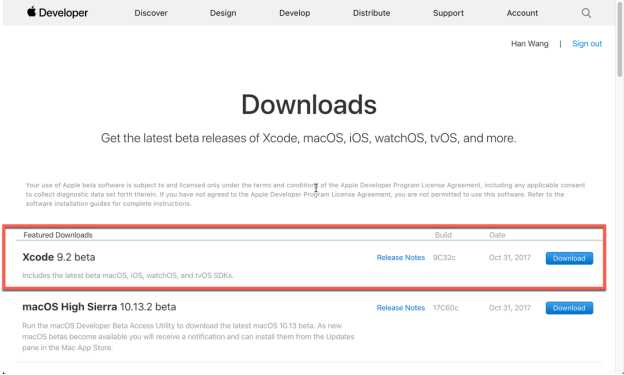 Developer Discover Design Develop Distribute Support Account
Han Wang | Sign out
Downloads
Get the latest beta releases of Xcode, macOS, iOS, watchOS, tvOS, and more.
Your use of Apple beta software is subject to and licensed only under the terms and conditions of the Apple Developer Program License Agreement, including any applicable consent
to collect diagnostic data set forth therein. If you have not agreed to the Apple Developer Program License Agreement, you are not permitted to use this software. Refer to the
software installation guides for complete instructions.
Featured Downloads Build Date
Xcode 9.2 beta Release Notes 9C32c Oct 31, 2017 Download
Includes the latest beta macOS, iOS, watchOS, and tvOS SDKs.
macOS High Sierra 10.13.2 beta Release Notes 17C60c Oct 31, 2017 Download
Run the macOS Developer Beta Access Utility to download the latest macOS 10.13 beta. As new
macOS betas become available you will receive a notification and can install them from the Updates
pane in the Mac App Store.